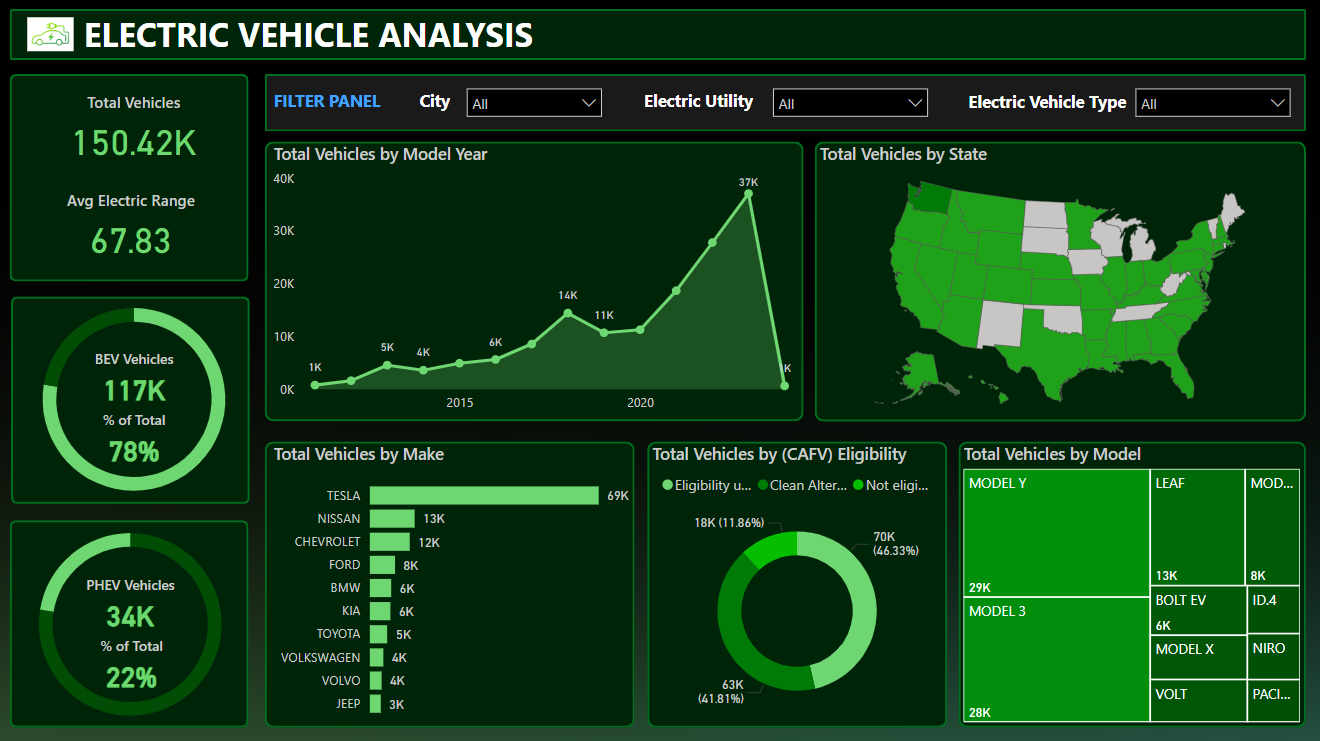 ELECTRIC VEHICLE ANALYSIS
Total Vehicles
150.42K
Avg Electric Range
67.83
BEV Vehicles
117K
% of Total
78%
PHEV Vehicles
34K
% of Total
22%
FILTER PANEL
City
All
Electric Utility
All
Electric Vehicle Type
All
Total Vehicles by Model Year
40K
30K
20K
10K
0K
1K
5K
4K
6K
14K
11K
37K
K
2015
2020
Total Vehicles by State
Total Vehicles by Make
TESLA 69K
NISSAN 13K
CHEVROLET 12K
FORD 8K
BMW 6K
KIA 6K
TOYOTA 5K
VOLKSWAGEN 4K
VOLVO 4K
JEEP 3K
Total Vehicles by (CAFV) Eligibility
Eligibility u... Clean Alter... Not eligi...
18K (11.86%)
70K
(46.33%)
63K
(41.81%)
Total Vehicles by Model
MODEL Y
29K
MODEL 3
28K
LEAF
13K
MOD...
8K
BOLT EV
6K
ID.4
MODEL X
NIRO
VOLT
PACI...